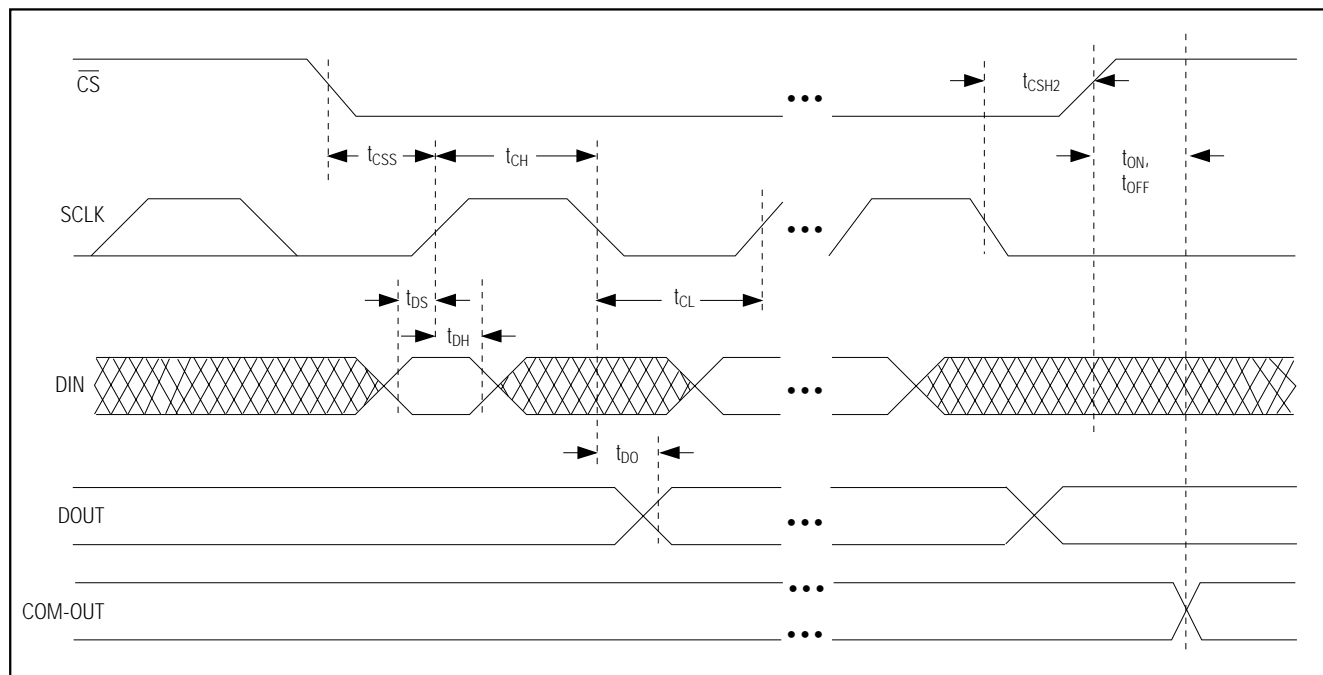 CS
tCSH2
tCSS
tCH
tON,
tOFF
SCLK
tDS
tCL
tDH
DIN
tDO
DOUT
COM-OUT